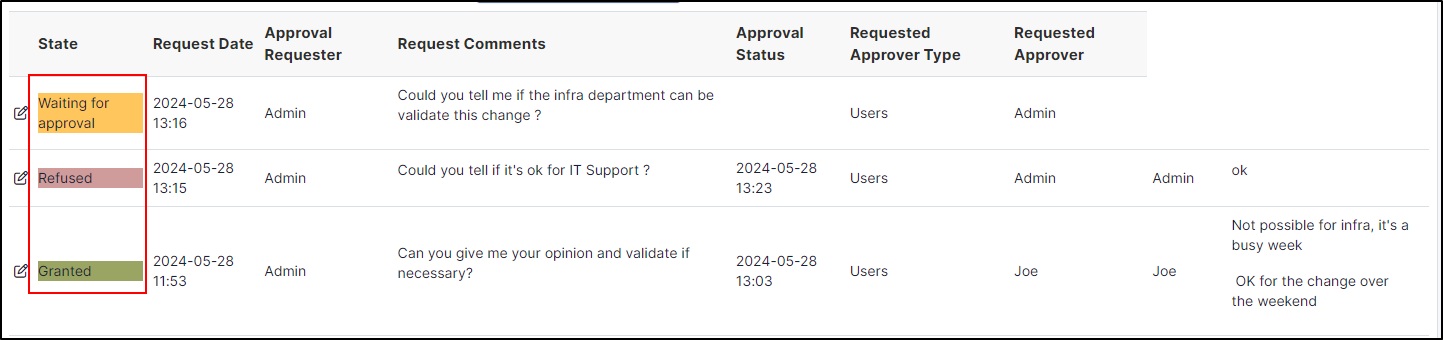 State
Request Date
Approval
Requester
Request Comments
Approval
Status
Requested
Approver Type
Requested
Approver
Waiting for
approval
2024-05-28
13:16
Admin
Could you tell me if the infra department can be
validate this change ?
Users
Admin
Refused
2024-05-28
13:15
Admin
Could you tell if it's ok for IT Support ?
2024-05-28
13:23
Users
Admin
Admin
ok
Granted
2024-05-28
11:53
Admin
Can you give me your opinion and validate if
necessary?
2024-05-28
13:03
Users
Joe
Joe
Not possible for infra, it's a
busy week
OK for the change over
the weekend